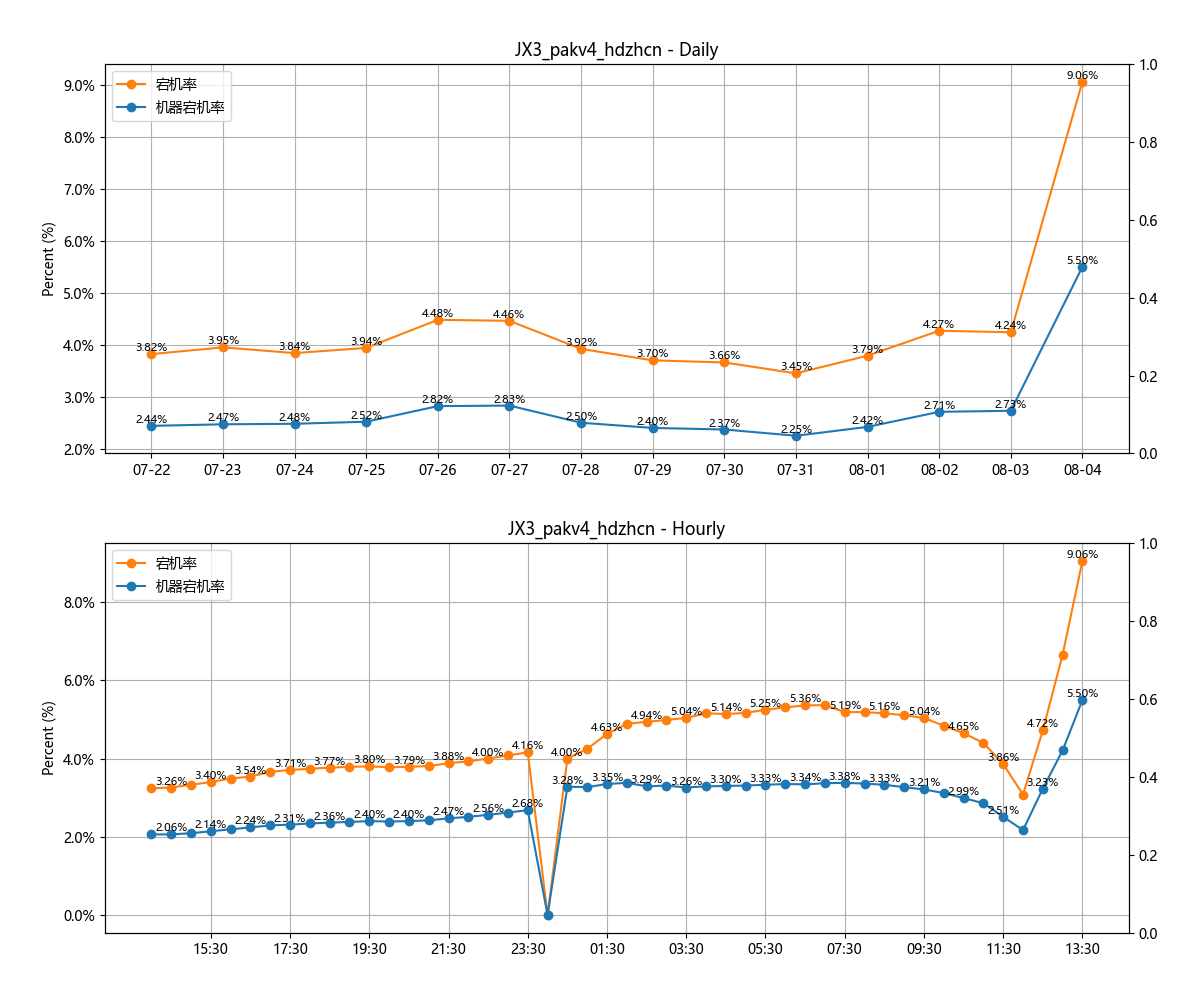 JX3_pakv4_hdzhcn - Daily
宕机率
机器宕机率
Percent (%)
9.0%
8.0%
7.0%
6.0%
5.0%
4.0%
3.0%
2.0%
1.0
0.8
0.6
0.4
0.2
0.0
3.82% 3.95% 3.84% 3.94% 4.48% 4.46% 3.92% 3.70% 3.66% 3.45% 3.79% 4.27% 4.24% 9.06%
2.44% 2.47% 2.48% 2.52% 2.82% 2.83% 2.50% 2.40% 2.37% 2.25% 2.42% 2.71% 2.73% 5.50%
07-22 07-23 07-24 07-25 07-26 07-27 07-28 07-29 07-30 07-31 08-01 08-02 08-03 08-04
JX3_pakv4_hdzhcn - Hourly
宕机率
机器宕机率
Percent (%)
8.0%
6.0%
4.0%
2.0%
0.0%
1.0
0.8
0.6
0.4
0.2
0.0
3.26% 3.40% 3.54% 3.71% 3.77% 3.80% 3.79% 3.88% 4.00% 4.16% 4.00% 4.63% 4.94% 5.04% 5.14% 5.25% 5.36% 5.19% 5.16% 5.04% 4.65% 3.86% 4.72% 9.06%
2.06% 2.14% 2.24% 2.31% 2.36% 2.40% 2.40% 2.47% 2.56% 2.68% 3.28% 3.35% 3.29% 3.26% 3.30% 3.33% 3.34% 3.38% 3.33% 3.21% 2.99% 2.51% 3.23% 5.50%
15:30 17:30 19:30 21:30 23:30 01:30 03:30 05:30 07:30 09:30 11:30 13:30